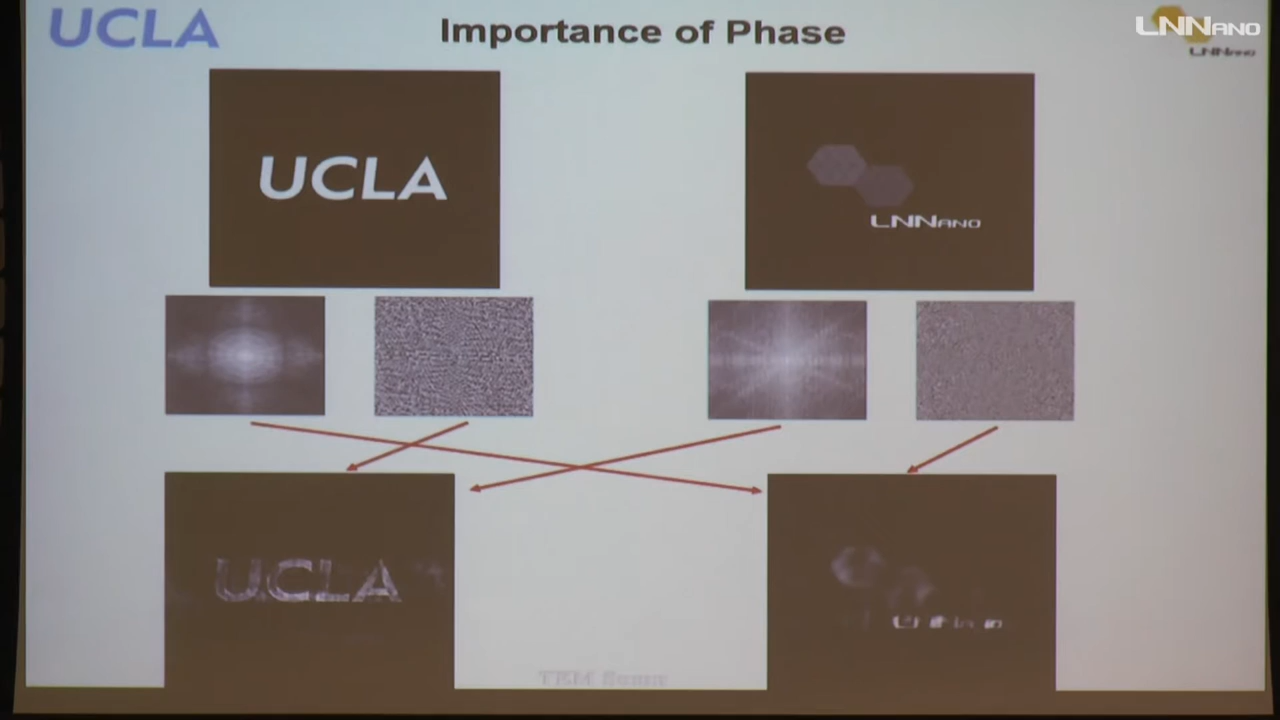 UCLA
Importance of Phase
LNNANO
LNNANO
UCLA
LNNANO
UCLA